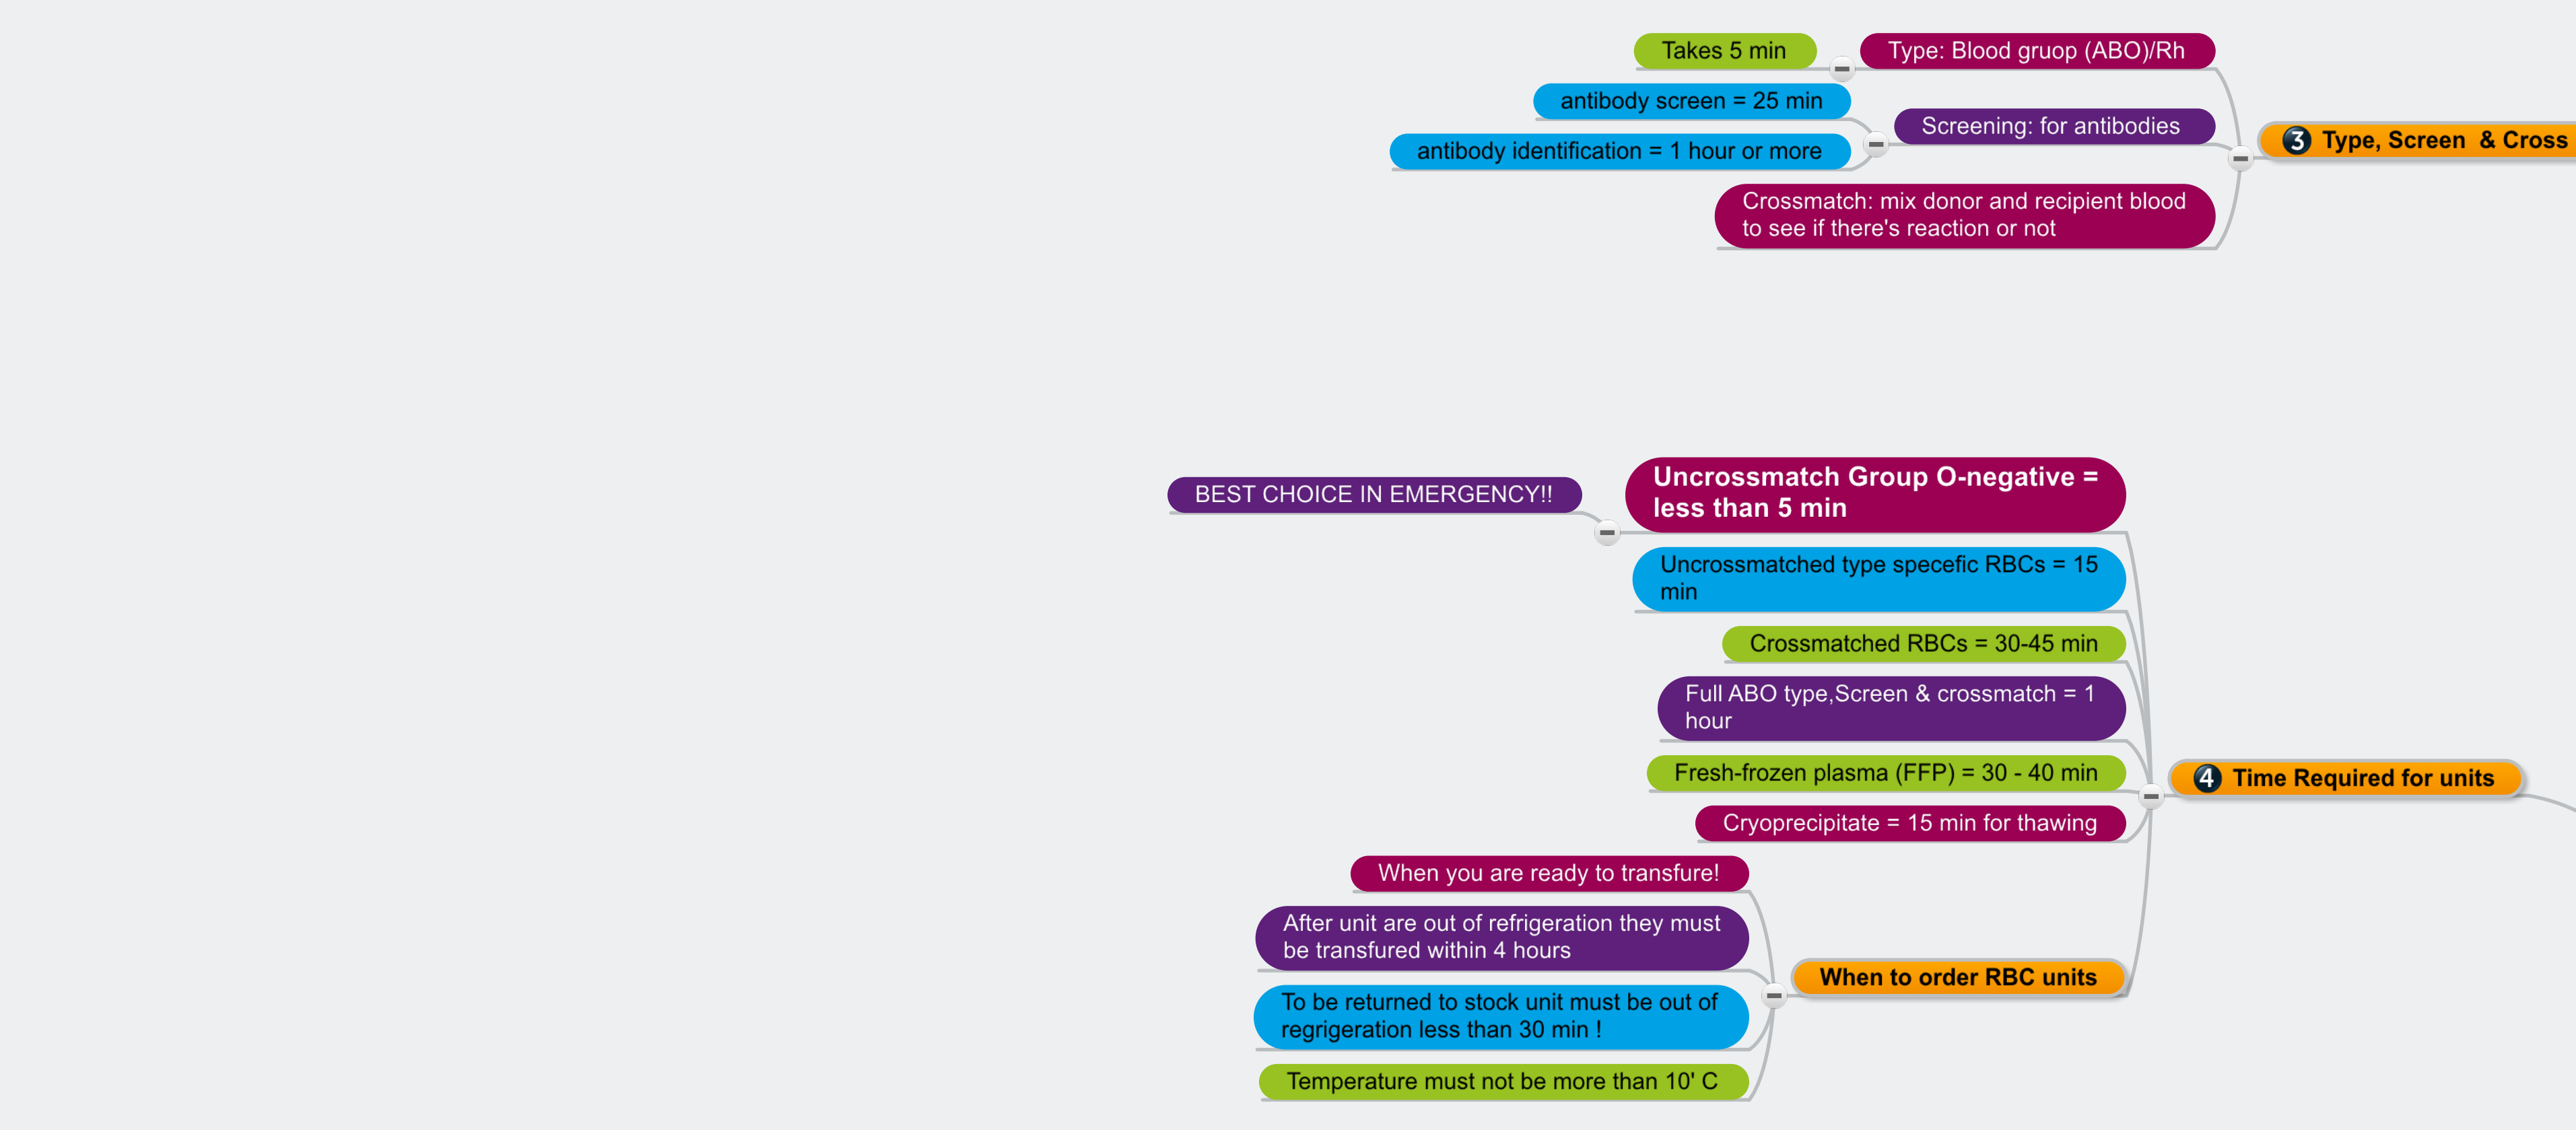 Takes 5 min
Type: Blood gruop (ABO)/Rh
antibody screen = 25 min
antibody identification = 1 hour or more
Screening: for antibodies
3 Type, Screen & Cross
Crossmatch: mix donor and recipient blood
to see if there's reaction or not
BEST CHOICE IN EMERGENCY!!
Uncrossmatch Group O-negative =
less than 5 min
Uncrossmatched type specefic RBCs = 15
min
Crossmatched RBCs = 30-45 min
Full ABO type,Screen & crossmatch = 1
hour
Fresh-frozen plasma (FFP) = 30 - 40 min
4 Time Required for units
Cryoprecipitate = 15 min for thawing
When you are ready to transfure!
After unit are out of refrigeration they must
be transfured within 4 hours
When to order RBC units
To be returned to stock unit must be out of
regrigeration less than 30 min !
Temperature must not be more than 10' C